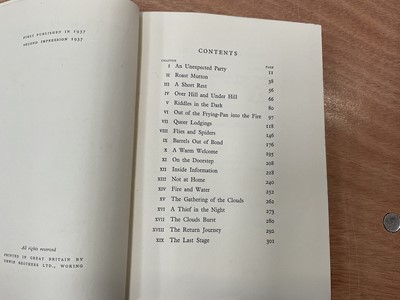 FIRST PUBLISHED IN 1937
SECOND IMPRESSION 1937
All rights reserved
PRINTED IN GREAT BRITAIN BY
UNWIN BROTHERS LTD., WOKING
CONTENTS
CHAPTER PAGE
I An Unexpected Party 11
II Roast Mutton 38
III A Short Rest 56
IV Over Hill and Under Hill 66
V Riddles in the Dark 80
VI Out of the Frying-Pan into the Fire 97
VII Queer Lodgings 118
VIII Flies and Spiders 146
IX Barrels Out of Bond 176
X A Warm Welcome 195
XI On the Doorstep 207
XII Inside Information 218
XIII Not at Home 240
XIV Fire and Water 252
XV The Gathering of the Clouds 262
XVI A Thief in the Night 273
XVII The Clouds Burst 280
XVIII The Return Journey 292
XIX The Last Stage 301